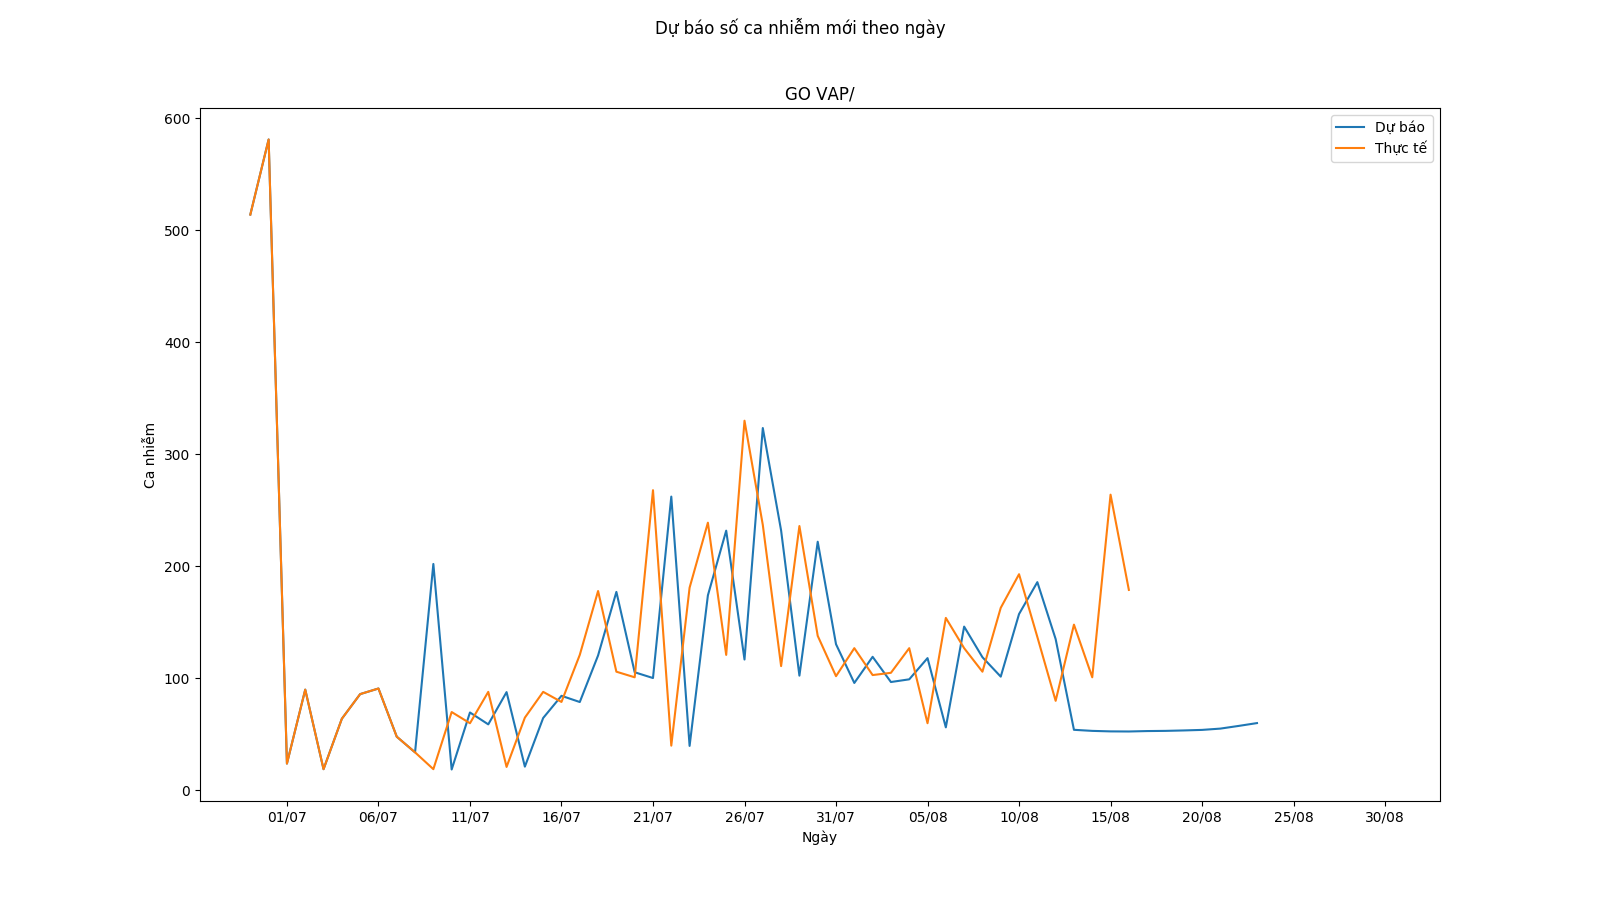 Dự báo số ca nhiễm mới theo ngày
GO VAP/
Dự báo
Thực tế
600
500
400
300
200
100
0
Ca nhiễm
01/07 06/07 11/07 16/07 21/07 26/07 31/07 05/08 10/08 15/08 20/08 25/08 30/08
Ngày